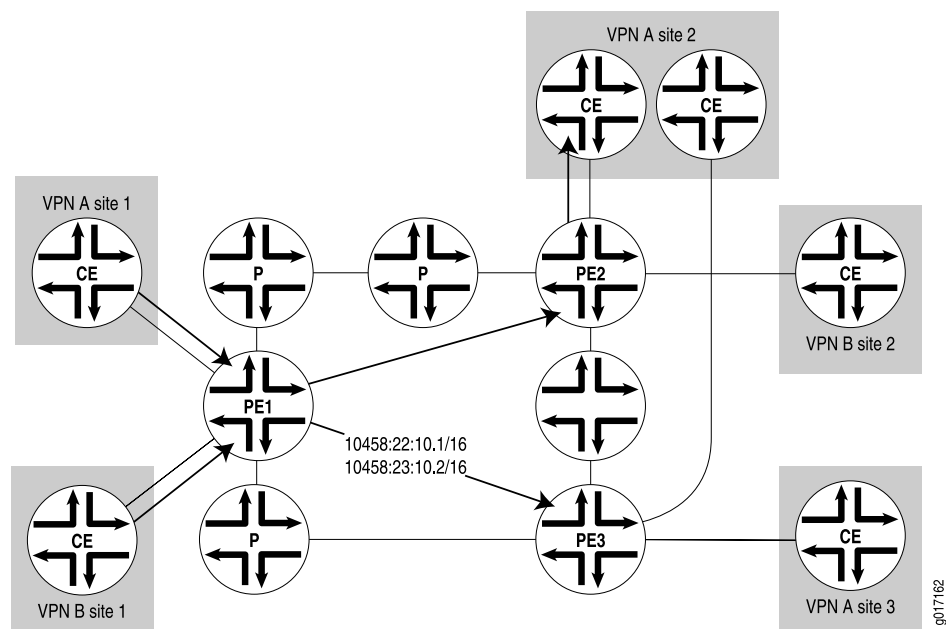 VPN A site 2
CE
CE
VPN A site 1
CE
P
P
PE2
CE
VPN B site 2
PE1
10458:22:10.1/16
10458:23:10.2/16
CE
VPN B site 1
P
PE3
CE
VPN A site 3
g017162